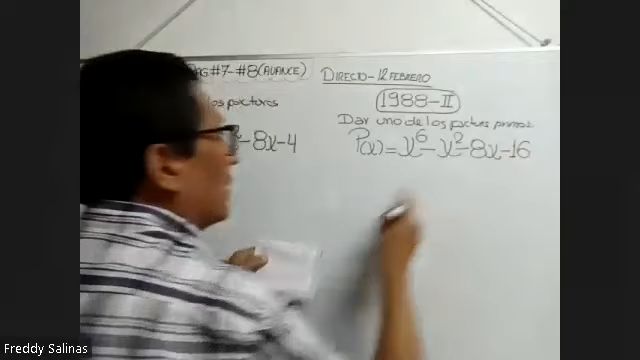 PAG #7-#8 (AVANCE)
los factores
-8x-4
DIRECTO-12 FEBRERO
1988-II
Dar uno de los factores primos
P(x)=x⁶-x²-8x-16
Freddy Salinas